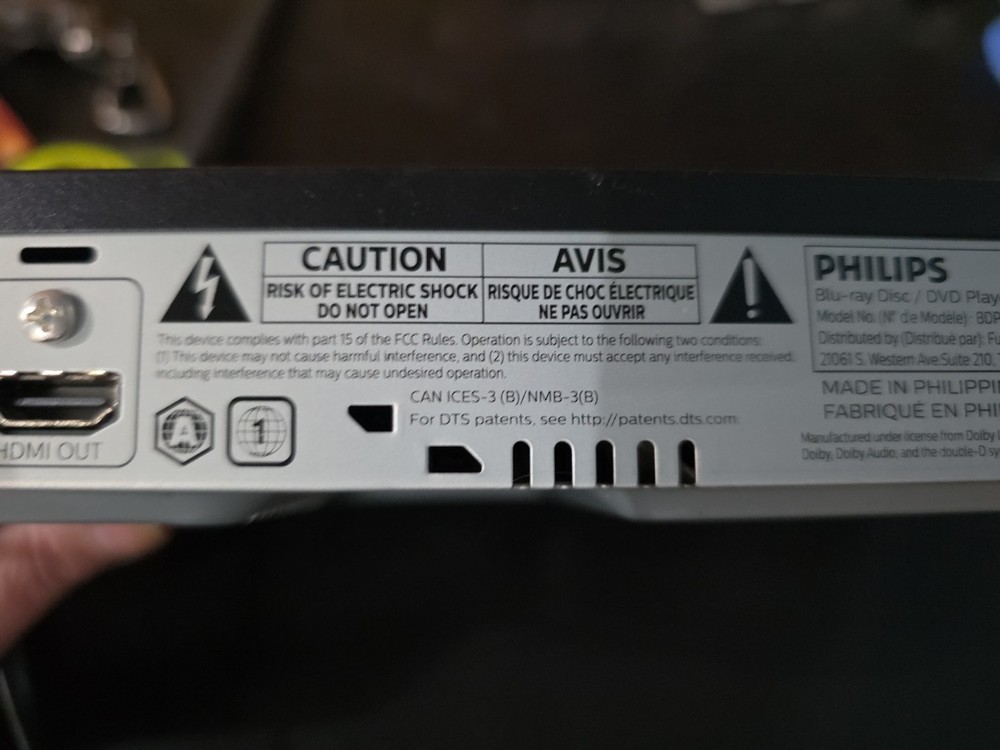 CAUTION
RISK OF ELECTRIC SHOCK
DO NOT OPEN
AVIS
RISQUE DE CHOC ÉLECTRIQUE
NE PAS OUVRIR
This device complies with part 15 of the FCC Rules. Operation is subject to the following two conditions:
(1) This device may not cause harmful interference, and (2) this device must accept any interference received,
including interference that may cause undesired operation.
HDMI OUT
A
1
CAN ICES-3 (B)/NMB-3(B)
For DTS patents, see http://patents.dts.com.
PHILIPS
Blu-ray Disc / DVD Play
Model No. (N° de Modele): BDP
Distributed by (Distribué par): Fu
21061 S. Western Ave. Suite 210,
MADE IN PHILIPPI
FABRIQUÉ EN PHI
Manufactured under license from Dolby L
Dolby, Dolby Audio, and the double-D sy